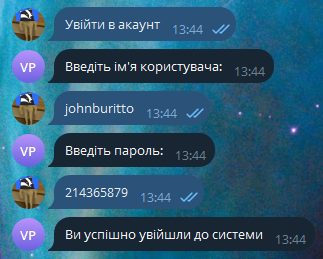 Увійти в акаунт 13:44
VP Введіть ім'я користувача: 13:44
johnburitto 13:44
VP Введіть пароль: 13:44
214365879 13:44
VP Ви успішно увійшли до системи 13:44